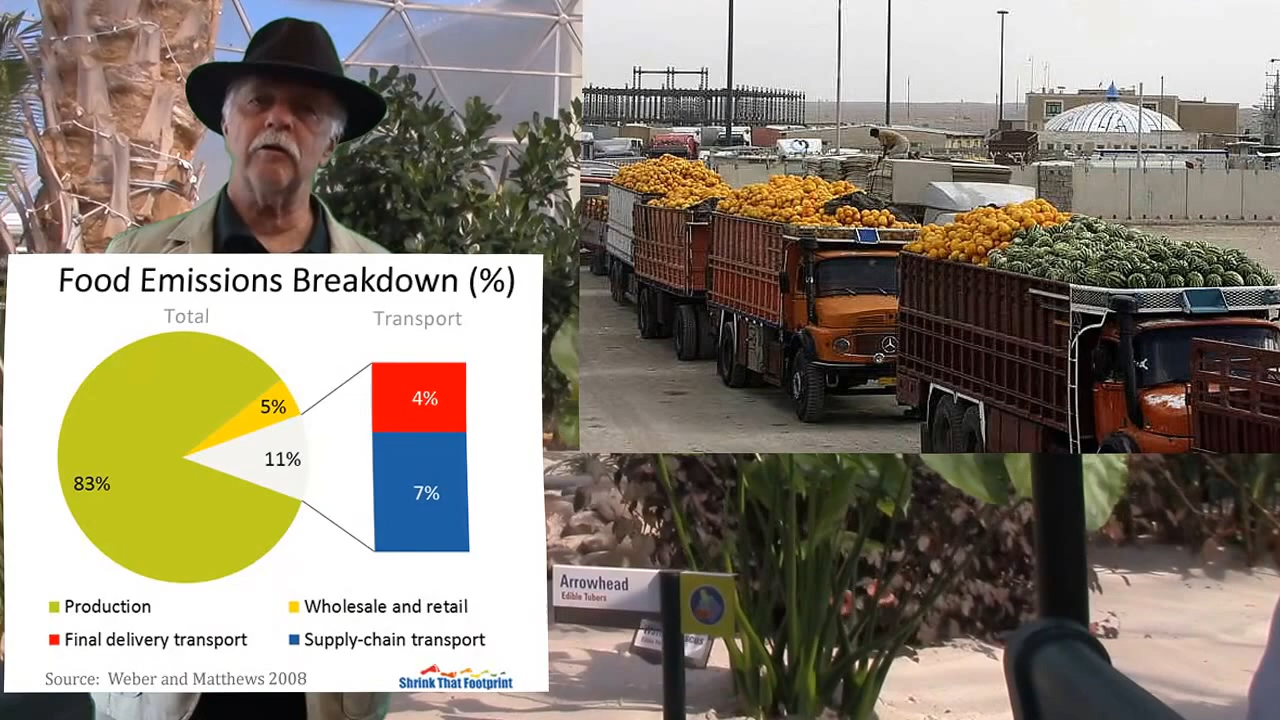 Food Emissions Breakdown (%)
Total
Transport
5%
4%
11%
83%
7%
Production
Wholesale and retail
Final delivery transport
Supply-chain transport
Source: Weber and Matthews 2008
Shrink That Footprint
Arrowhead
Edible Tubers